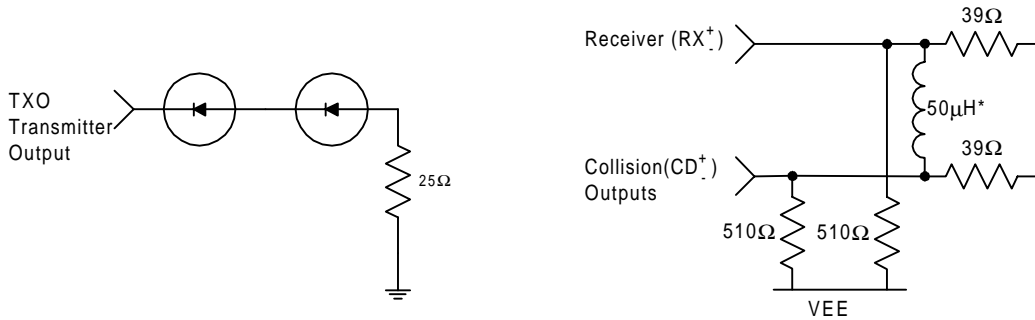 TXO
Transmitter
Output
25Ω
Receiver (RX+-)
39Ω
50µH*
39Ω
Collision(CD+-)
Outputs
510Ω
510Ω
VEE